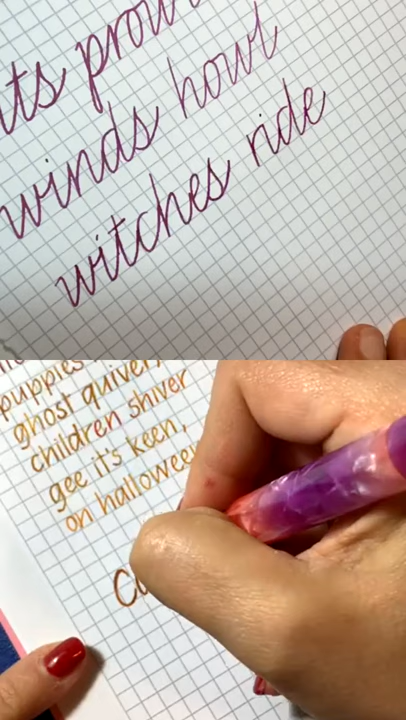 prowl
winds howl
witches ride
puppies
ghost quiver,
children shiver
gee it's keen,
on halloween